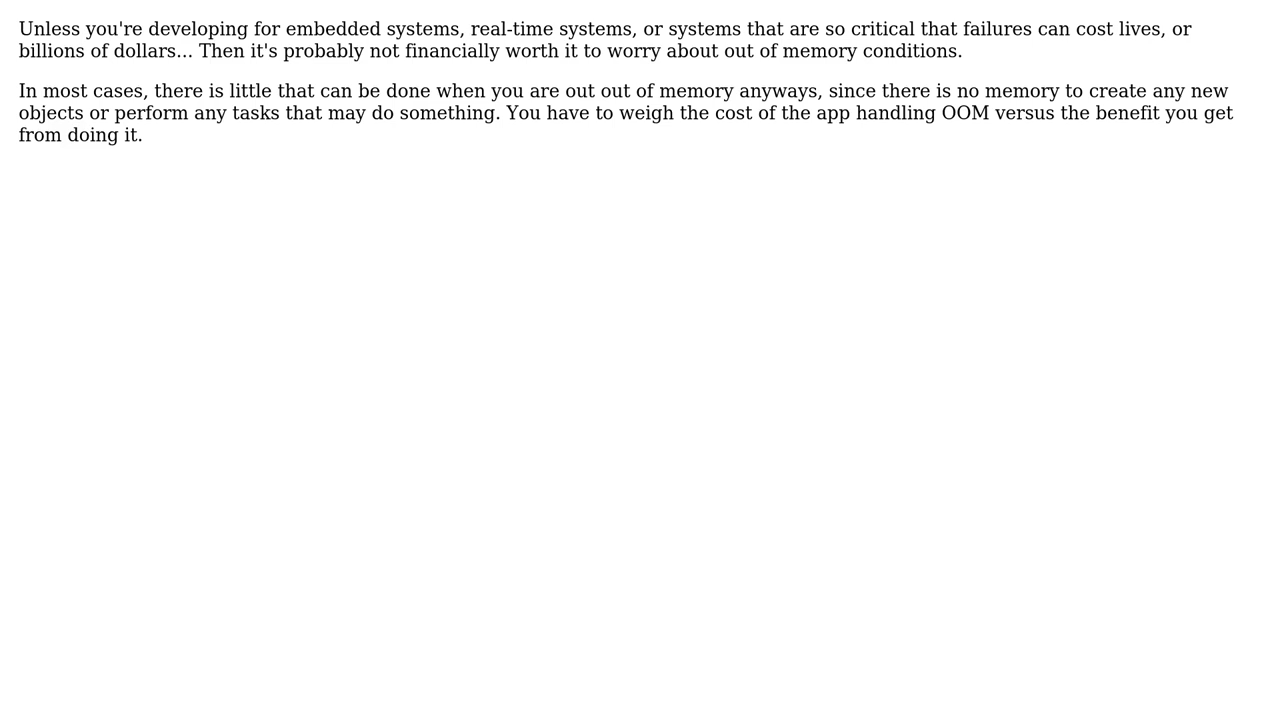 Unless you're developing for embedded systems, real-time systems, or systems that are so critical that failures can cost lives, or
billions of dollars... Then it's probably not financially worth it to worry about out of memory conditions.
In most cases, there is little that can be done when you are out out of memory anyways, since there is no memory to create any new
objects or perform any tasks that may do something. You have to weigh the cost of the app handling OOM versus the benefit you get
from doing it.